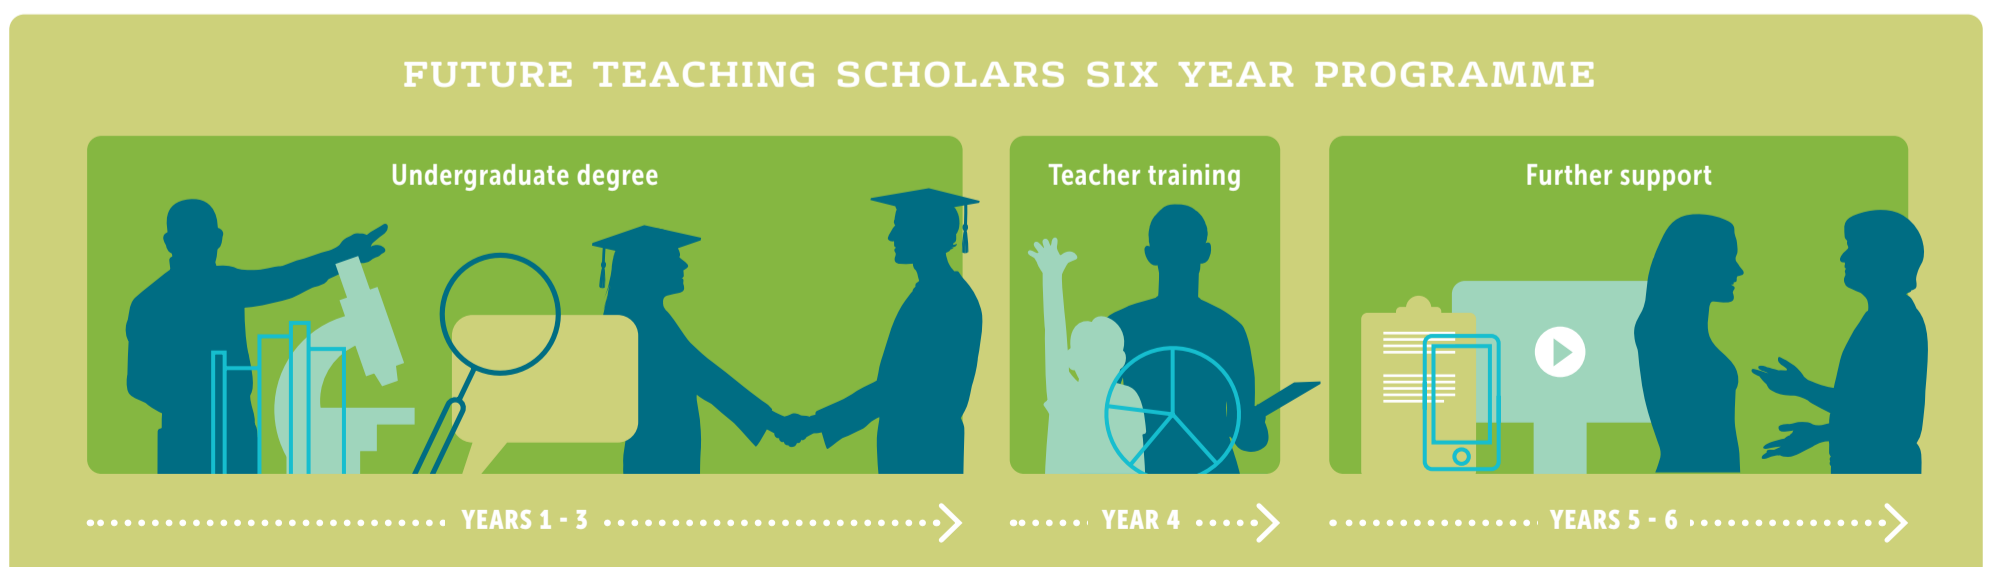 FUTURE TEACHING SCHOLARS SIX YEAR PROGRAMME
Undergraduate degree
Teacher training
Further support
YEARS 1 - 3
YEAR 4
YEARS 5 - 6